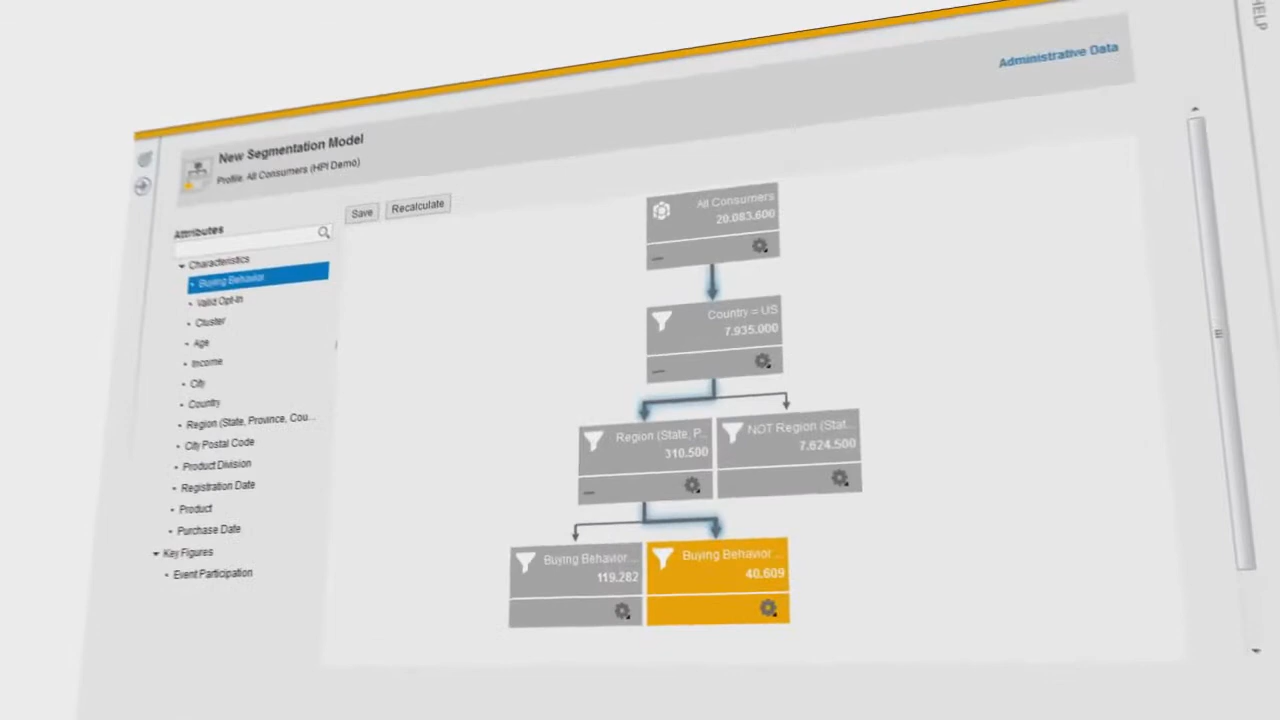 HELP
Administrative Data
New Segmentation Model
Profile: All Consumers (HPI Demo)
Save
Recalculate
Attributes
Characteristics
Buying Behavior
Valid Opt-In
Cluster
Age
Income
City
Country
Region (State, Province, Cou...
City Postal Code
Product Division
Registration Date
Product
Purchase Date
Key Figures
Event Participation
All Consumers
20.083.600
Country = US
7.935.000
Region (State, P...
310.500
NOT Region (Stat...
7.624.500
Buying Behavior...
119.282
Buying Behavior...
40.609